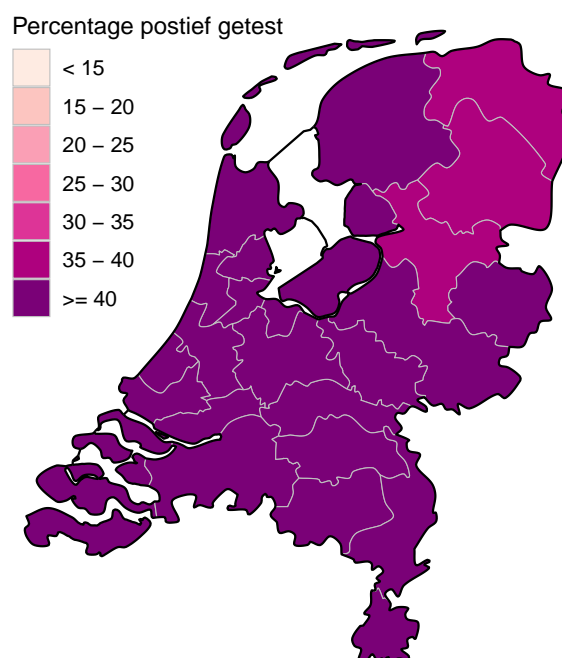 Percentage postief getest
< 15
15 – 20
20 – 25
25 – 30
30 – 35
35 – 40
>= 40